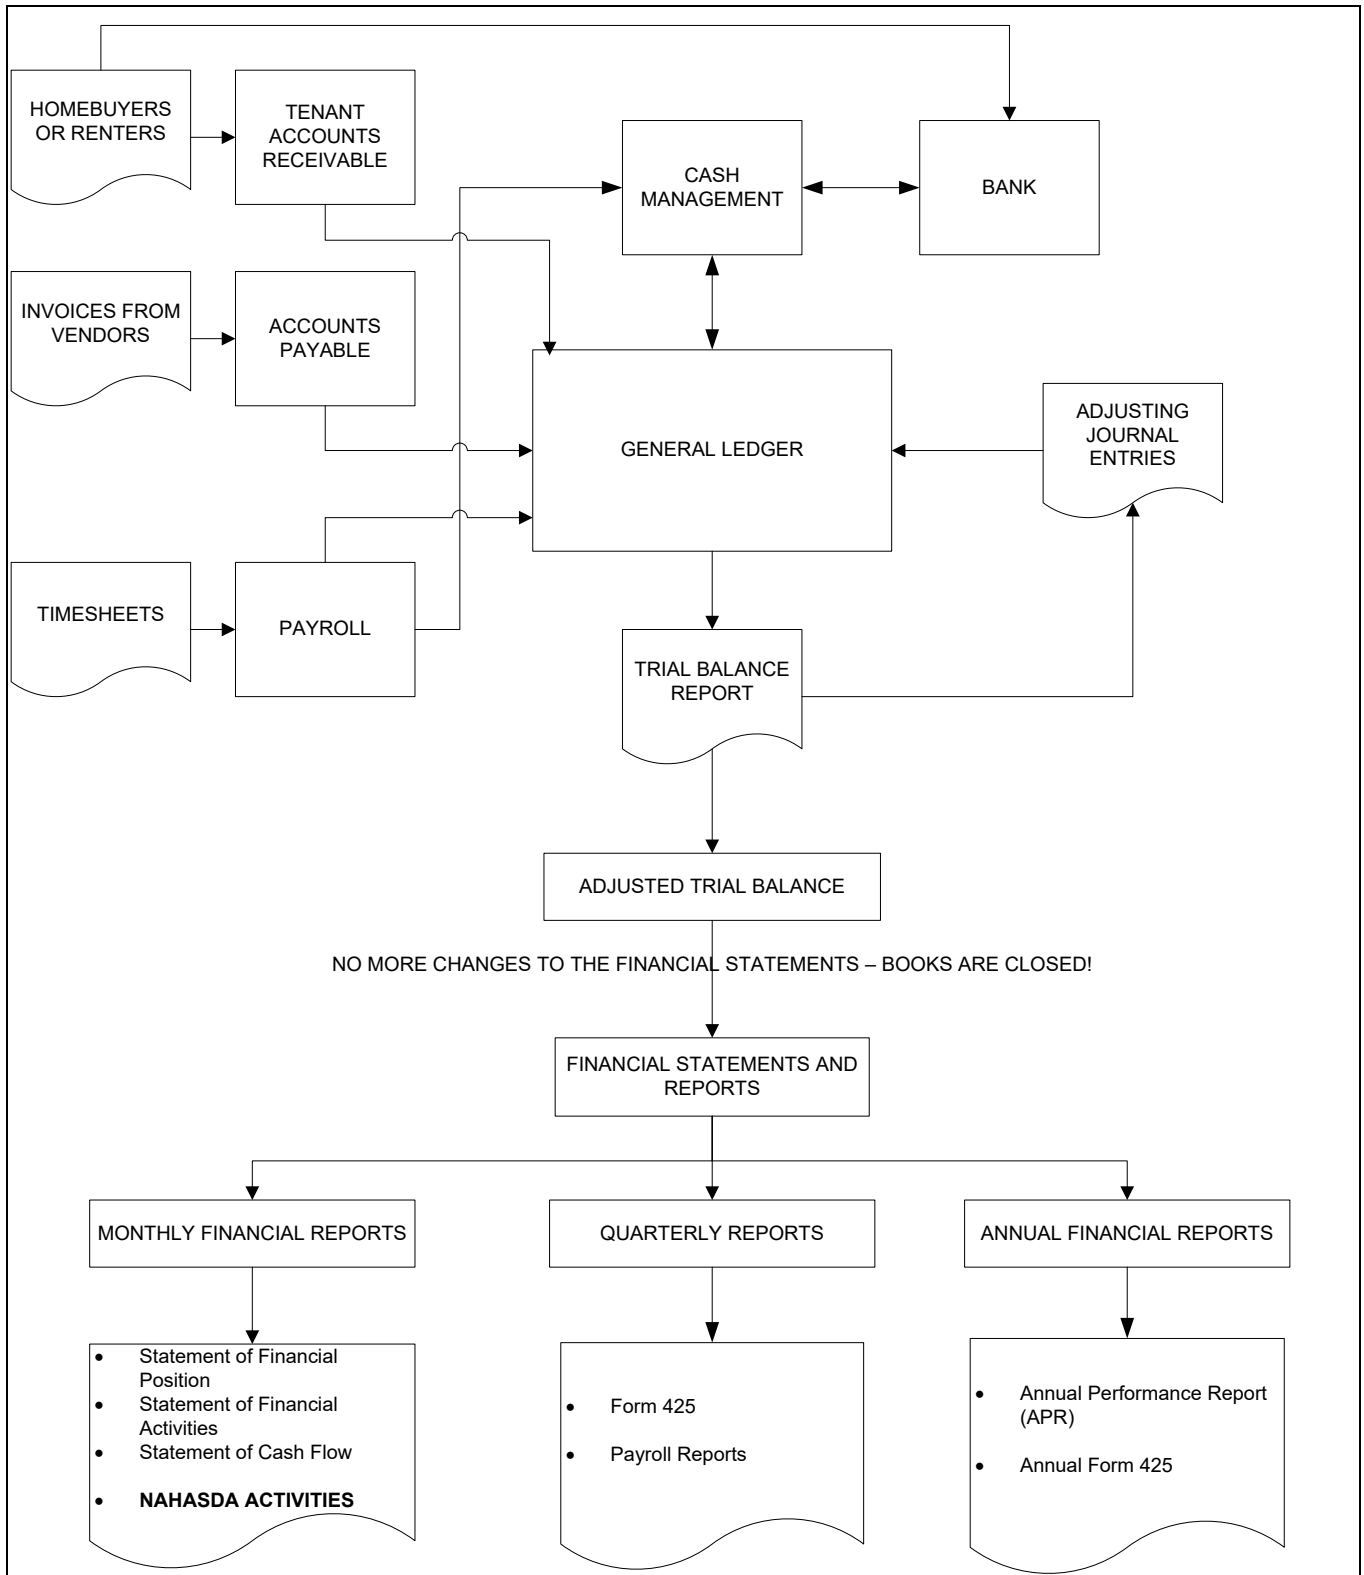 HOMEBUYERS
OR RENTERS
TENANT
ACCOUNTS
RECEIVABLE
CASH
MANAGEMENT
BANK
INVOICES FROM
VENDORS
ACCOUNTS
PAYABLE
GENERAL LEDGER
ADJUSTING
JOURNAL
ENTRIES
TIMESHEETS
PAYROLL
TRIAL BALANCE
REPORT
ADJUSTED TRIAL BALANCE
NO MORE CHANGES TO THE FINANCIAL STATEMENTS – BOOKS ARE CLOSED!
FINANCIAL STATEMENTS AND
REPORTS
MONTHLY FINANCIAL REPORTS
QUARTERLY REPORTS
ANNUAL FINANCIAL REPORTS
• Statement of Financial
Position
• Statement of Financial
Activities
• Statement of Cash Flow
• NAHASDA ACTIVITIES
• Form 425
• Payroll Reports
• Annual Performance Report
(APR)
• Annual Form 425